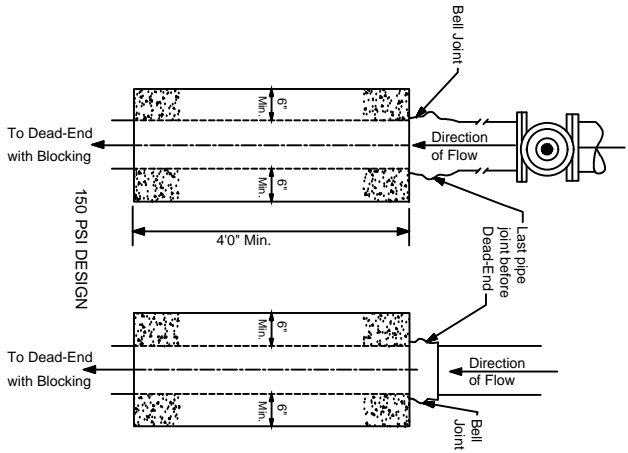 Bell Joint
6"
Min.
To Dead-End
with Blocking
Direction
of Flow
6"
Min.
150 PSI DESIGN
4'0" Min.
Last pipe
joint before
Dead-End
6"
Min.
To Dead-End
with Blocking
Direction
of Flow
6"
Min.
Bell
Joint